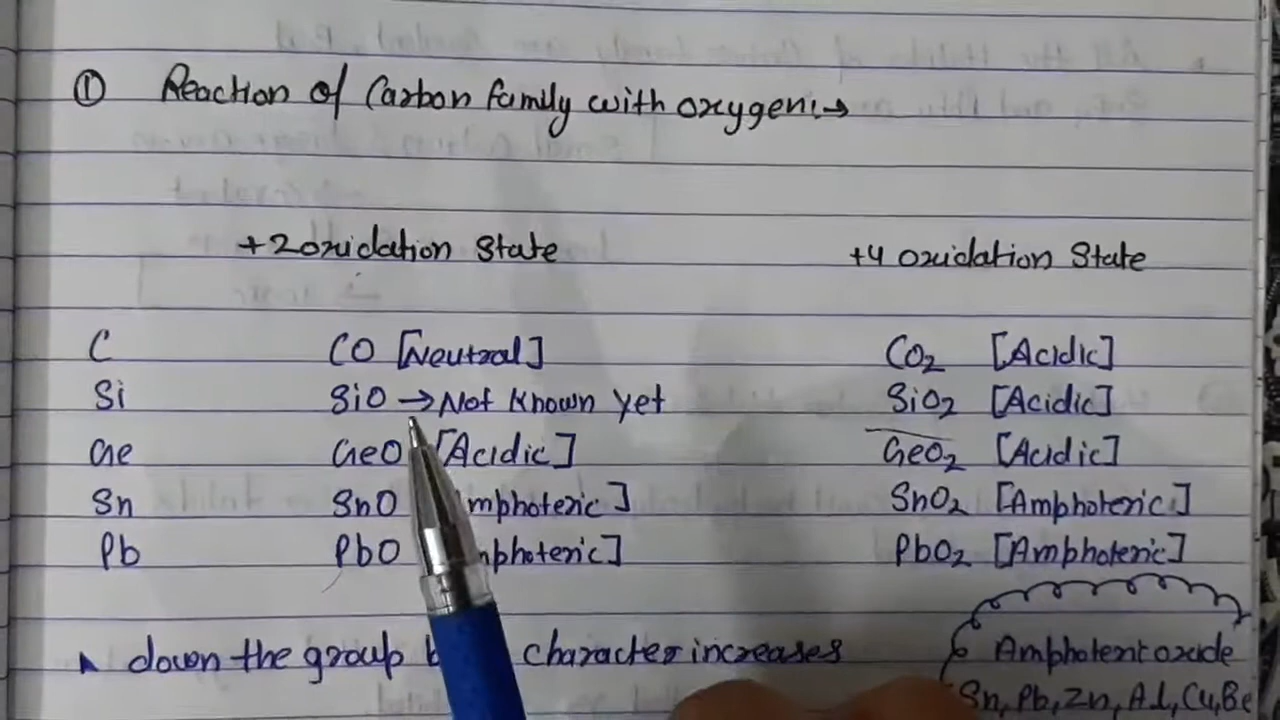 ① Reaction of Carbon family with oxygen:→
+2 oxidation State +4 oxidation State
C CO [Neutral] CO₂ [Acidic]
Si SiO → Not Known yet SiO₂ [Acidic]
Ge GeO [Acidic] GeO₂ [Acidic]
Sn SnO mphoteric] SnO₂ [Amphoteric]
Pb PbO photeric] PbO₂ [Amphoteric]
down the group character increases
Amphoteric oxide
Sn, Pb, Zn, Al, Cu, Be